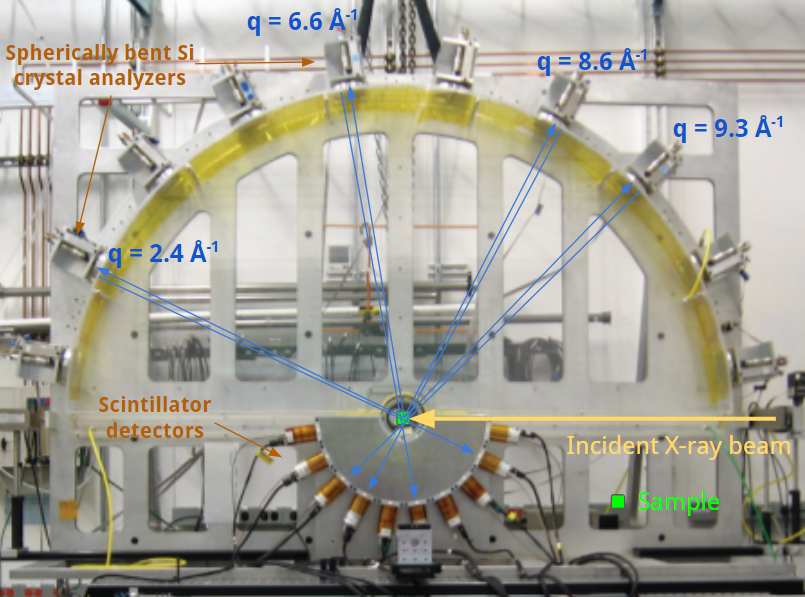 q = 6.6 Å-1
Spherically bent Si
crystal analyzers
q = 8.6 Å-1
q = 9.3 Å-1
q = 2.4 Å-1
Scintillator
detectors
Incident X-ray beam
Sample